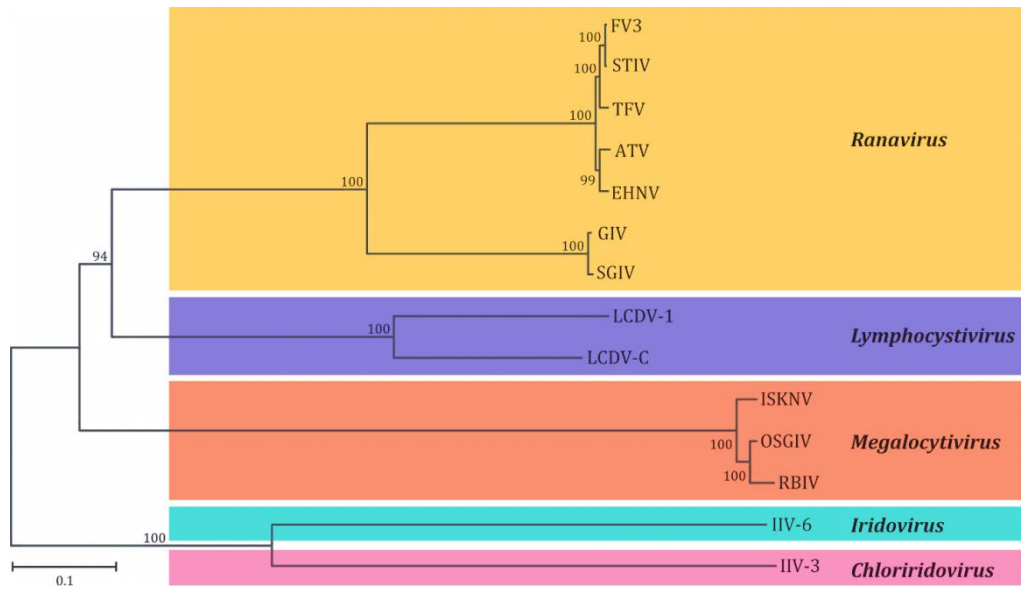 FV3
100
STIV
100
TFV
100
Ranavirus
ATV
99
EHNV
100
GIV
100
SGIV
94
LCDV-1
100
Lymphocystivirus
LCDV-C
ISKNV
100
OSGIV
Megalocytivirus
100
RBIV
IIV-6
Iridovirus
100
IIV-3
Chloriridovirus
0.1